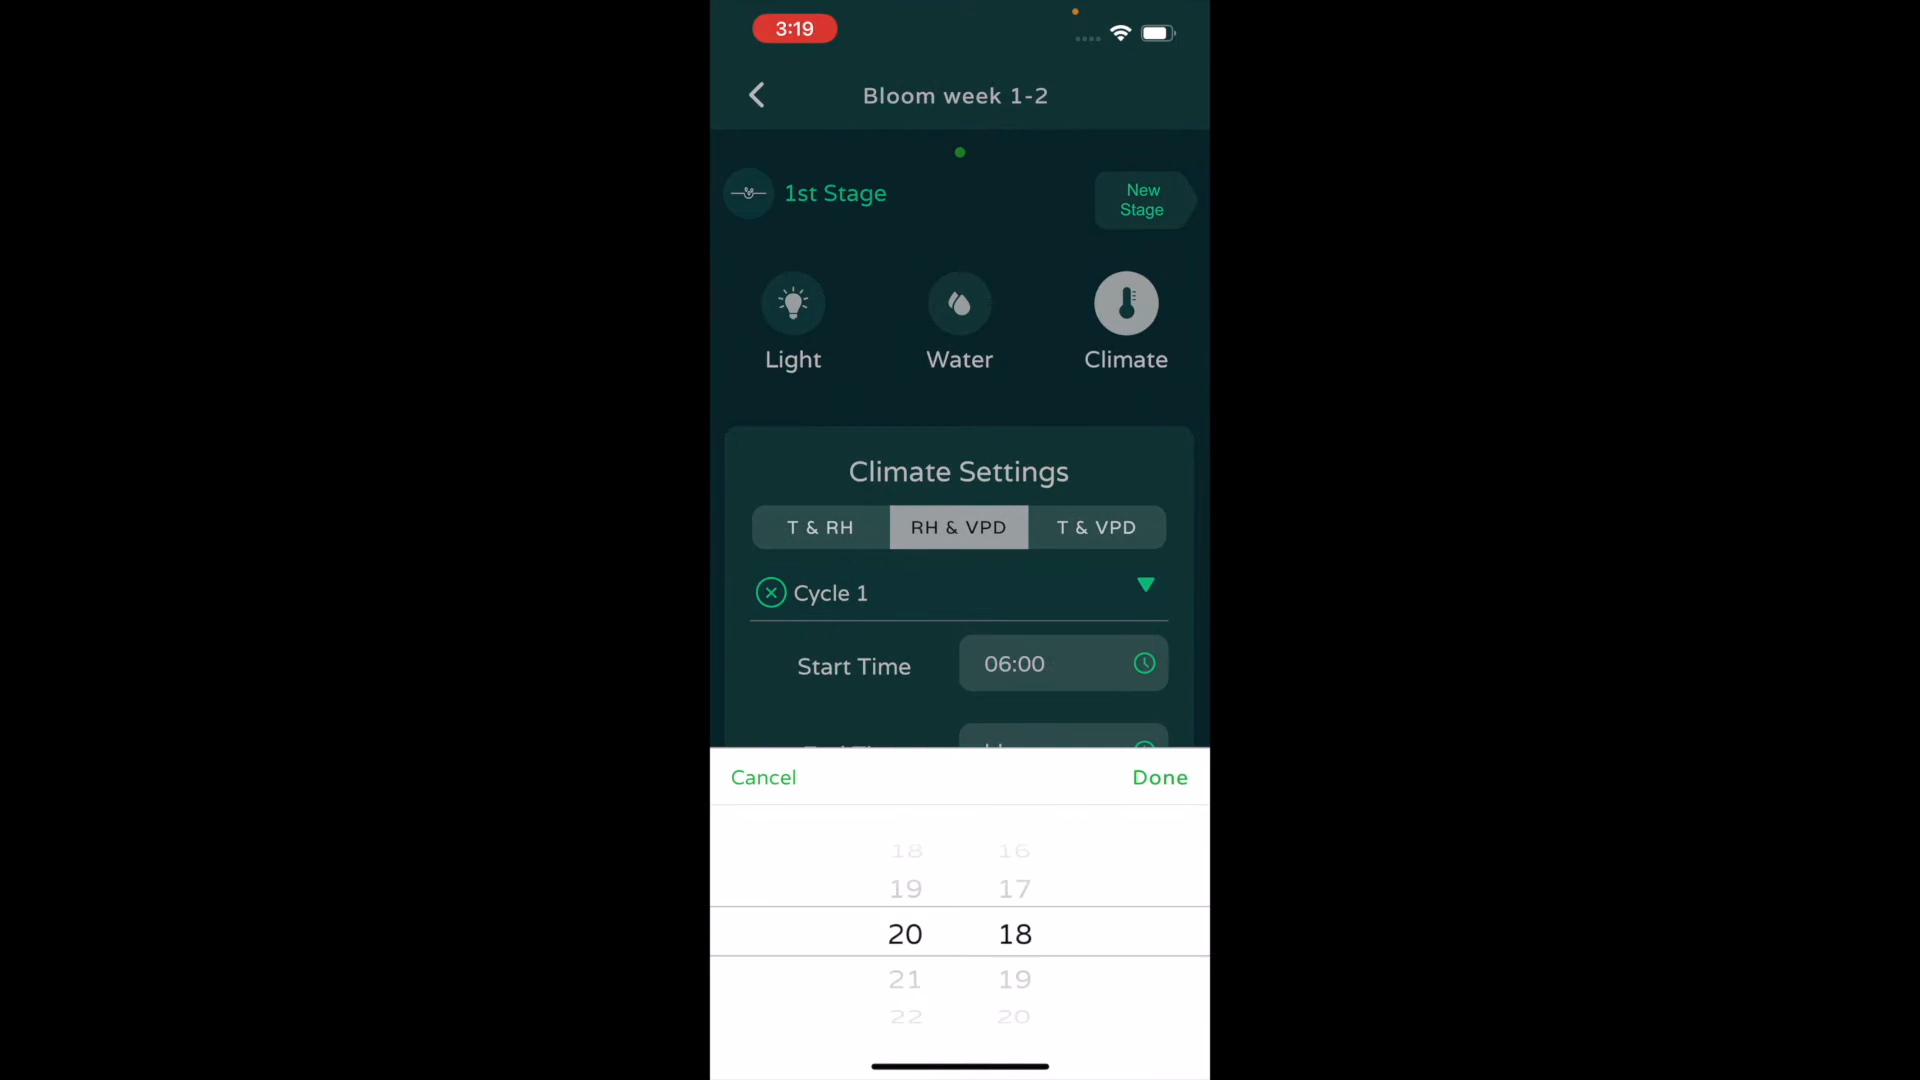 3:19
Bloom week 1-2
1st Stage
New
Stage
Light
Water
Climate
Climate Settings
T & RH
RH & VPD
T & VPD
Cycle 1
Start Time
06:00
Cancel
Done
18 16
19 17
20 18
21 19
22 20